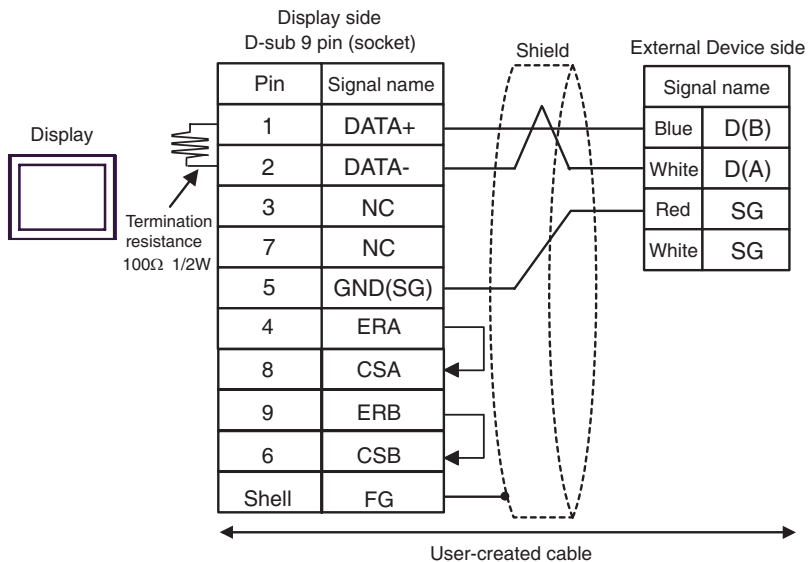 Display side
D-sub 9 pin (socket)
Shield
External Device side
Pin Signal name
Signal name
1 DATA+
Blue D(B)
Display
2 DATA-
White D(A)
3 NC
Red SG
Termination
resistance
100Ω 1/2W
7 NC
White SG
5 GND(SG)
4 ERA
8 CSA
9 ERB
6 CSB
Shell FG
User-created cable